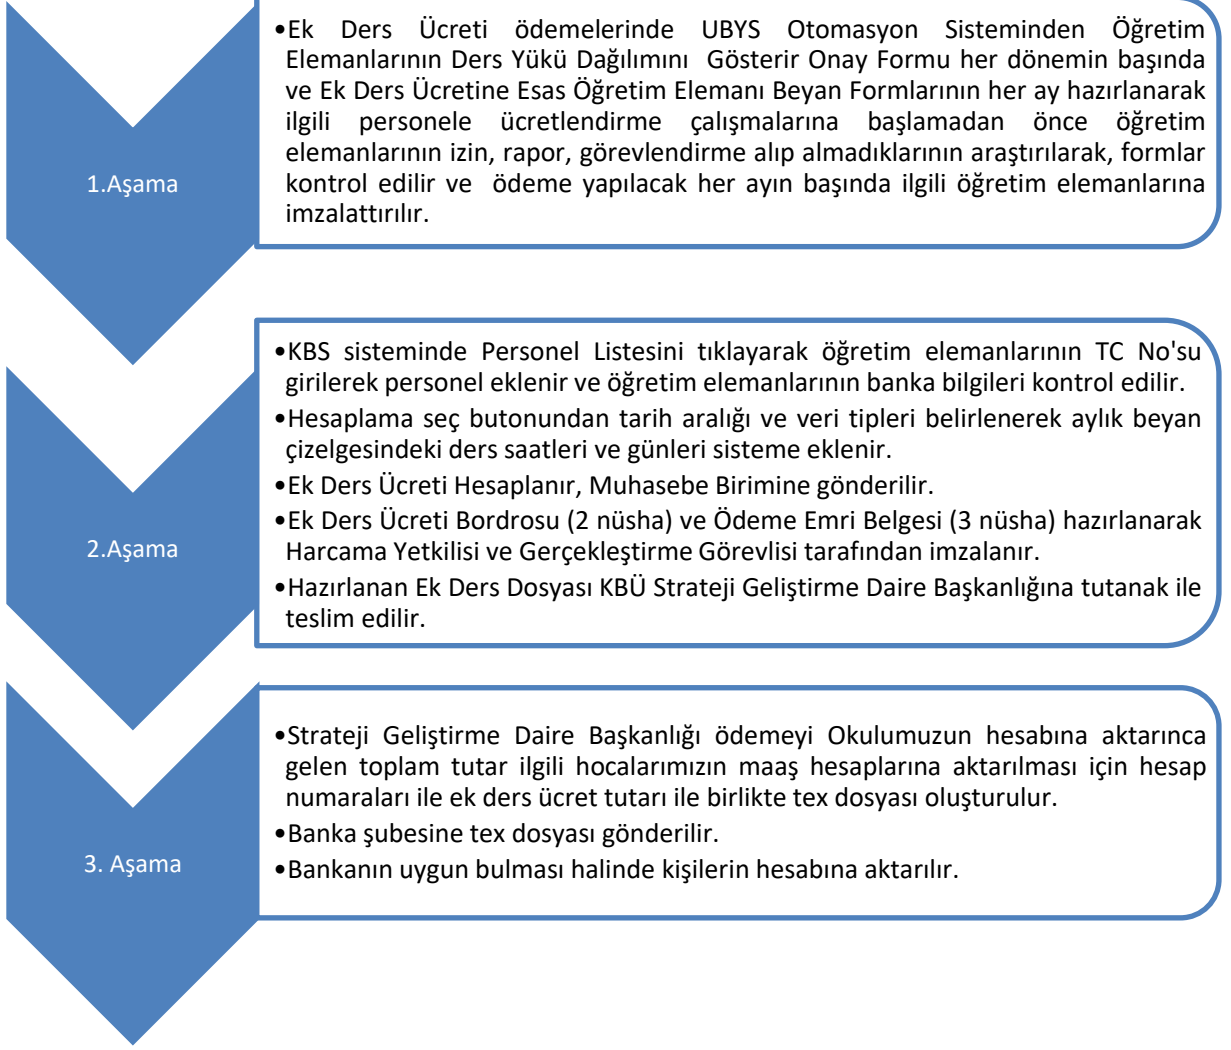 1.Aşama
•Ek Ders Ücreti ödemelerinde UBYS Otomasyon Sisteminden Öğretim
Elemanlarının Ders Yükü Dağılımını Gösterir Onay Formu her dönemin başında
ve Ek Ders Ücretine Esas Öğretim Elemanı Beyan Formlarının her ay hazırlanarak
ilgili personele ücretlendirme çalışmalarına başlamadan önce öğretim
elemanlarının izin, rapor, görevlendirme alıp almadıklarının araştırılarak, formlar
kontrol edilir ve ödeme yapılacak her ayın başında ilgili öğretim elemanlarına
imzalattırılır.
2.Aşama
•KBS sisteminde Personel Listesini tıklayarak öğretim elemanlarının TC No'su
girilerek personel eklenir ve öğretim elemanlarının banka bilgileri kontrol edilir.
•Hesaplama seç butonundan tarih aralığı ve veri tipleri belirlenerek aylık beyan
çizelgesindeki ders saatleri ve günleri sisteme eklenir.
•Ek Ders Ücreti Hesaplanır, Muhasebe Birimine gönderilir.
•Ek Ders Ücreti Bordrosu (2 nüsha) ve Ödeme Emri Belgesi (3 nüsha) hazırlanarak
Harcama Yetkilisi ve Gerçekleştirme Görevlisi tarafından imzalanır.
•Hazırlanan Ek Ders Dosyası KBÜ Strateji Geliştirme Daire Başkanlığına tutanak ile
teslim edilir.
3. Aşama
•Strateji Geliştirme Daire Başkanlığı ödemeyi Okulumuzun hesabına aktarınca
gelen toplam tutar ilgili hocalarımızın maaş hesaplarına aktarılması için hesap
numaraları ile ek ders ücret tutarı ile birlikte tex dosyası oluşturulur.
•Banka şubesine tex dosyası gönderilir.
•Bankanın uygun bulması halinde kişilerin hesabına aktarılır.